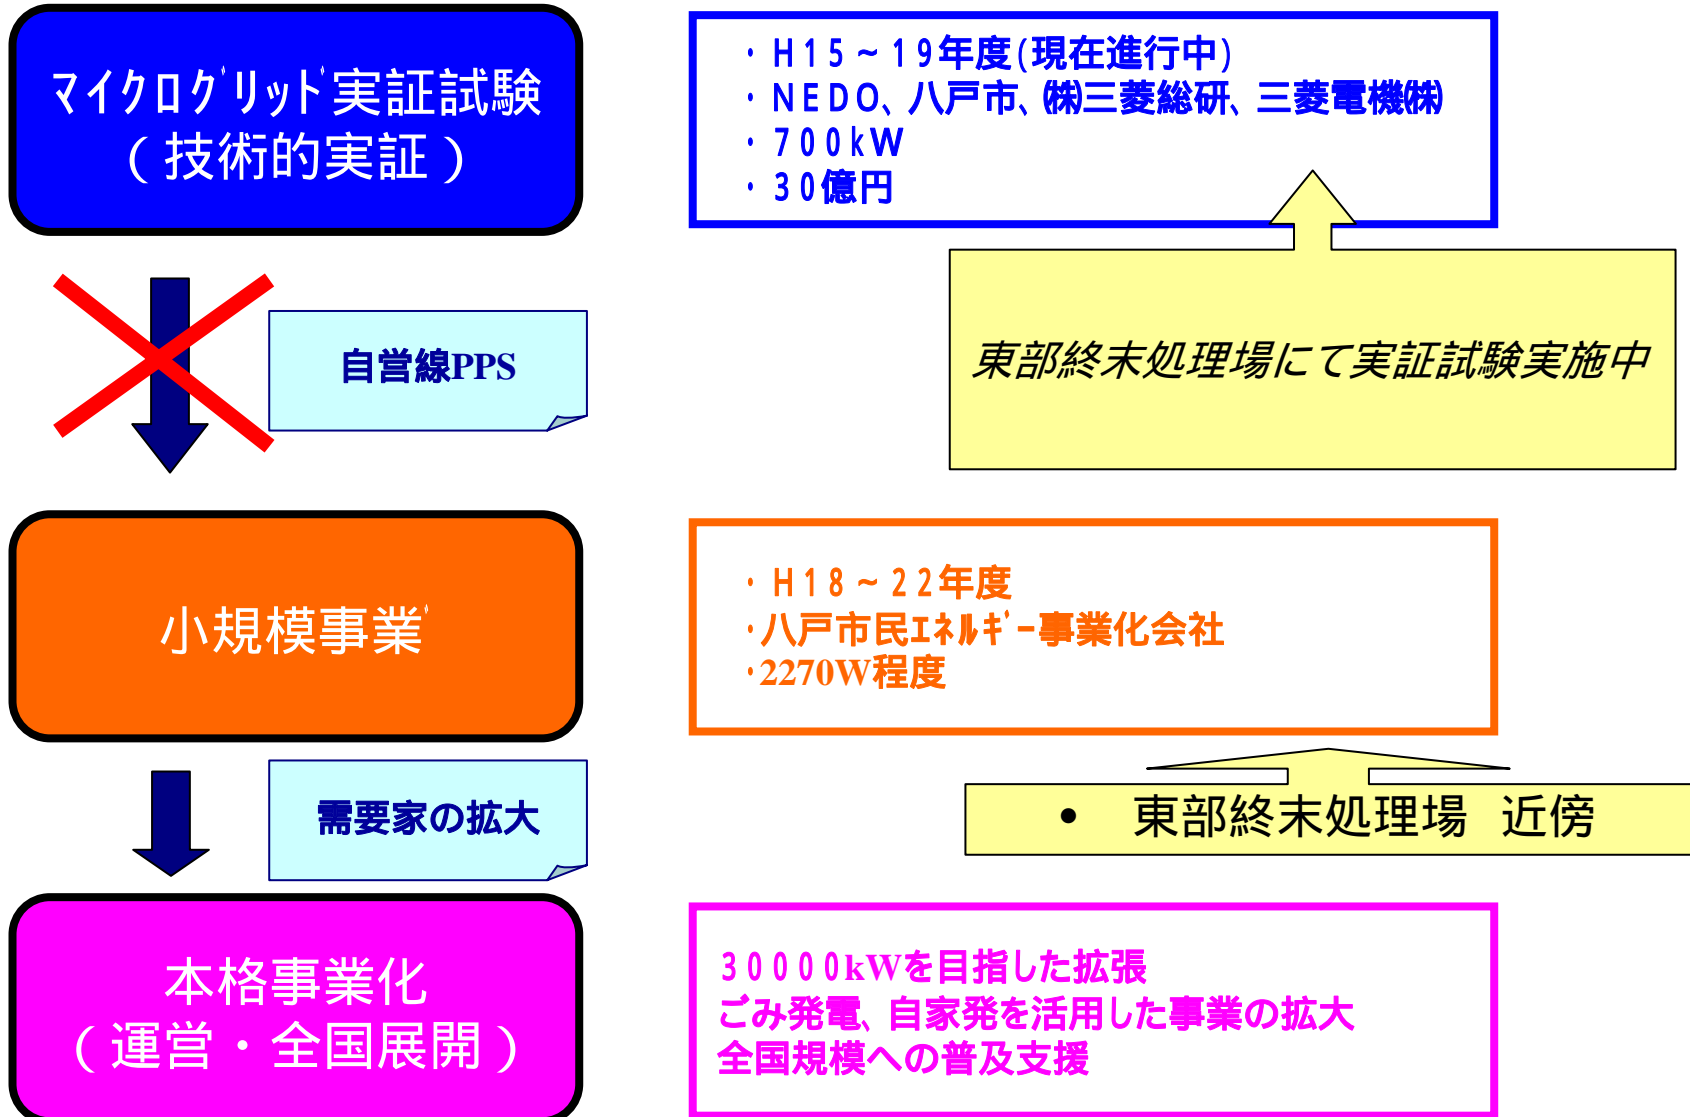 ﾏｲｸﾛｸﾞﾘｯﾄﾞ実証試験
（技術的実証）
・Ｈ１５～１９年度(現在進行中)
・ＮＥＤＯ、八戸市、㈱三菱総研、三菱電機㈱
・７００ｋＷ
・３０億円
自営線PPS
東部終末処理場にて実証試験実施中
小規模事業ﾞ
・Ｈ１８～２２年度
・八戸市民ｴﾈﾙｷﾞｰ事業化会社
・2270W程度
需要家の拡大
• 東部終末処理場　近傍
本格事業化
（運営・全国展開）
３００００kWを目指した拡張
ごみ発電、自家発を活用した事業の拡大
全国規模への普及支援